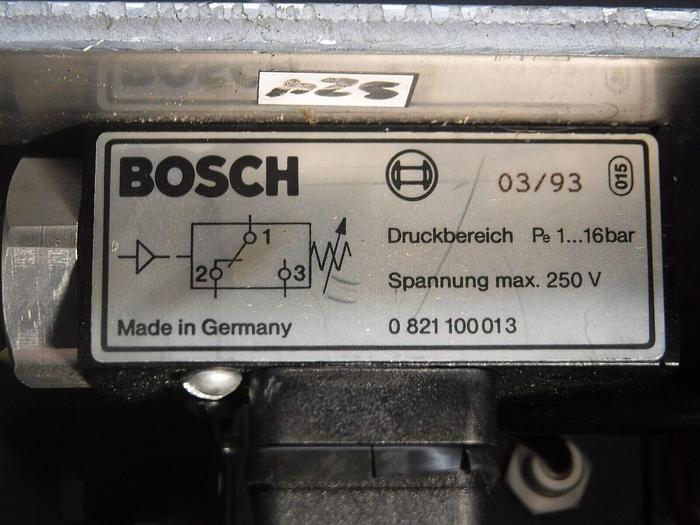 SZ4
BOSCH
03/93
015
1
2
3
Druckbereich Pe 1...16bar
Spannung max. 250 V
Made in Germany
0 821 100 013